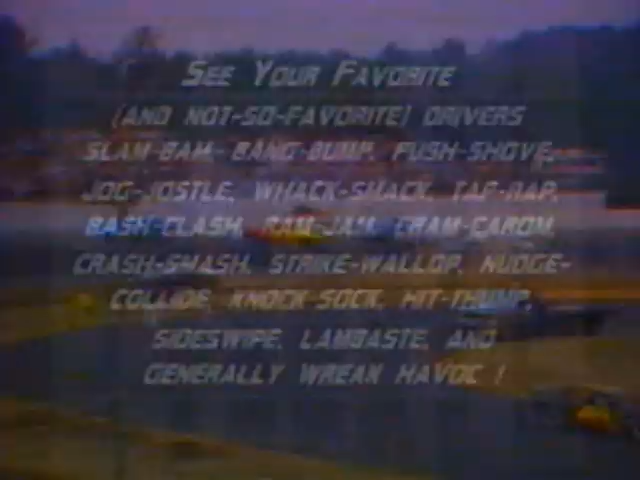 SEE YOUR FAVORITE
(AND NOT-SO-FAVORITE) DRIVERS
SLAM-BAM- BANG-BUMP, PUSH-SHOVE,
JOG-JOSTLE, WHACK-SMACK, TAP-RAP,
BASH-CLASH, RAM-JAM, CRAM-CAROM,
CRASH-SMASH, STRIKE-WALLOP, NUDGE-
COLLIDE, KNOCK-SOCK, HIT-THUMP,
SIDESWIPE, LAMBASTE, AND
GENERALLY WREAK HAVOC !